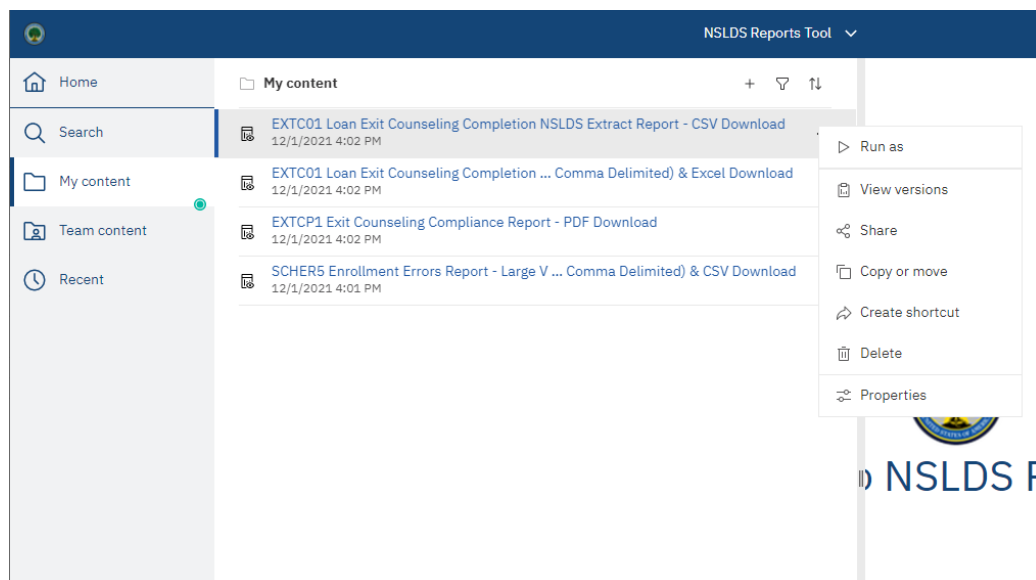 NSLDS Reports Tool
Home
Search
My content
Team content
Recent
My content
EXTC01 Loan Exit Counseling Completion NSLDS Extract Report - CSV Download
12/1/2021 4:02 PM
EXTC01 Loan Exit Counseling Completion ... Comma Delimited) & Excel Download
12/1/2021 4:02 PM
EXTCP1 Exit Counseling Compliance Report - PDF Download
12/1/2021 4:02 PM
SCHER5 Enrollment Errors Report - Large V ... Comma Delimited) & CSV Download
12/1/2021 4:01 PM
Run as
View versions
Share
Copy or move
Create shortcut
Delete
Properties
NSLDS